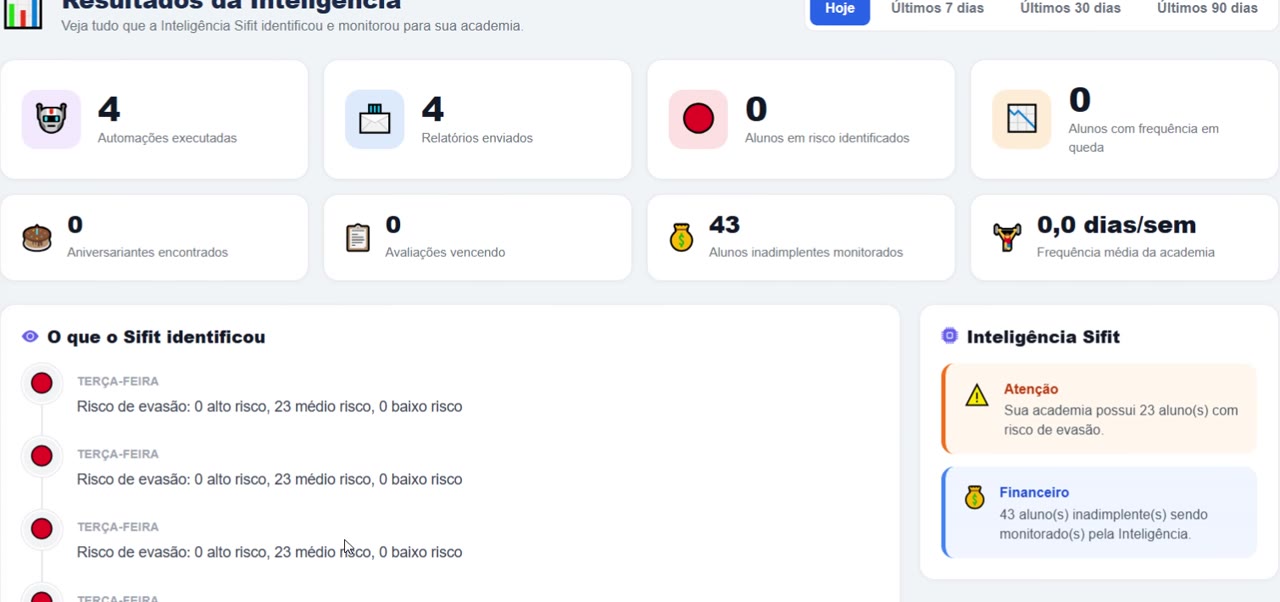 Resultados da Inteligência
Veja tudo que a Inteligência Sifit identificou e monitorou para sua academia.
Hoje
Últimos 7 dias
Últimos 30 dias
Últimos 90 dias
4
Automações executadas
4
Relatórios enviados
0
Alunos em risco identificados
0
Alunos com frequência em
queda
0
Aniversariantes encontrados
0
Avaliações vencendo
43
Alunos inadimplentes monitorados
0,0 dias/sem
Frequência média da academia
O que o Sifit identificou
TERÇA-FEIRA
Risco de evasão: 0 alto risco, 23 médio risco, 0 baixo risco
TERÇA-FEIRA
Risco de evasão: 0 alto risco, 23 médio risco, 0 baixo risco
TERÇA-FEIRA
Risco de evasão: 0 alto risco, 23 médio risco, 0 baixo risco
TERÇA-FEIRA
Inteligência Sifit
Atenção
Sua academia possui 23 aluno(s) com
risco de evasão.
Financeiro
43 aluno(s) inadimplente(s) sendo
monitorado(s) pela Inteligência.